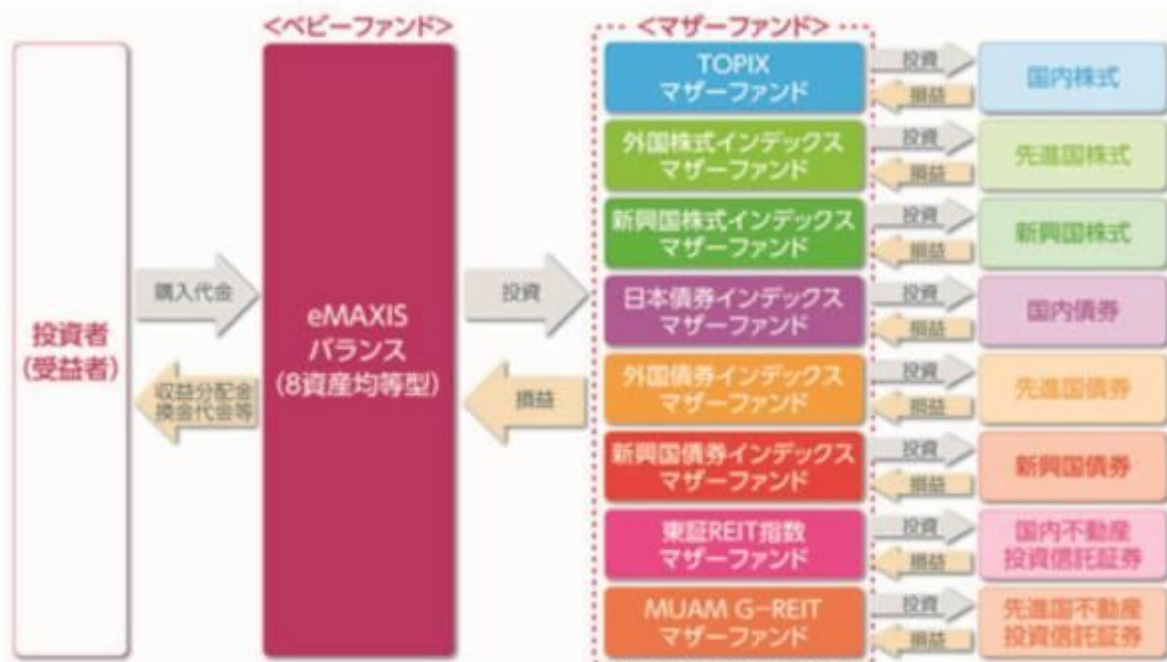 <ベビーファンド>
<マザーファンド>
投資者
(受益者)
購入代金
収益分配金
換金代金等
eMAXIS
バランス
(8資産均等型)
投資
損益
TOPIX
マザーファンド
投資
損益
国内株式
外国株式インデックス
マザーファンド
投資
損益
先進国株式
新興国株式インデックス
マザーファンド
投資
損益
新興国株式
日本債券インデックス
マザーファンド
投資
損益
国内債券
外国債券インデックス
マザーファンド
投資
損益
先進国債券
新興国債券インデックス
マザーファンド
投資
損益
新興国債券
東証REIT指数
マザーファンド
投資
損益
国内不動産
投資信託証券
MUAM G-REIT
マザーファンド
投資
損益
先進国不動産
投資信託証券